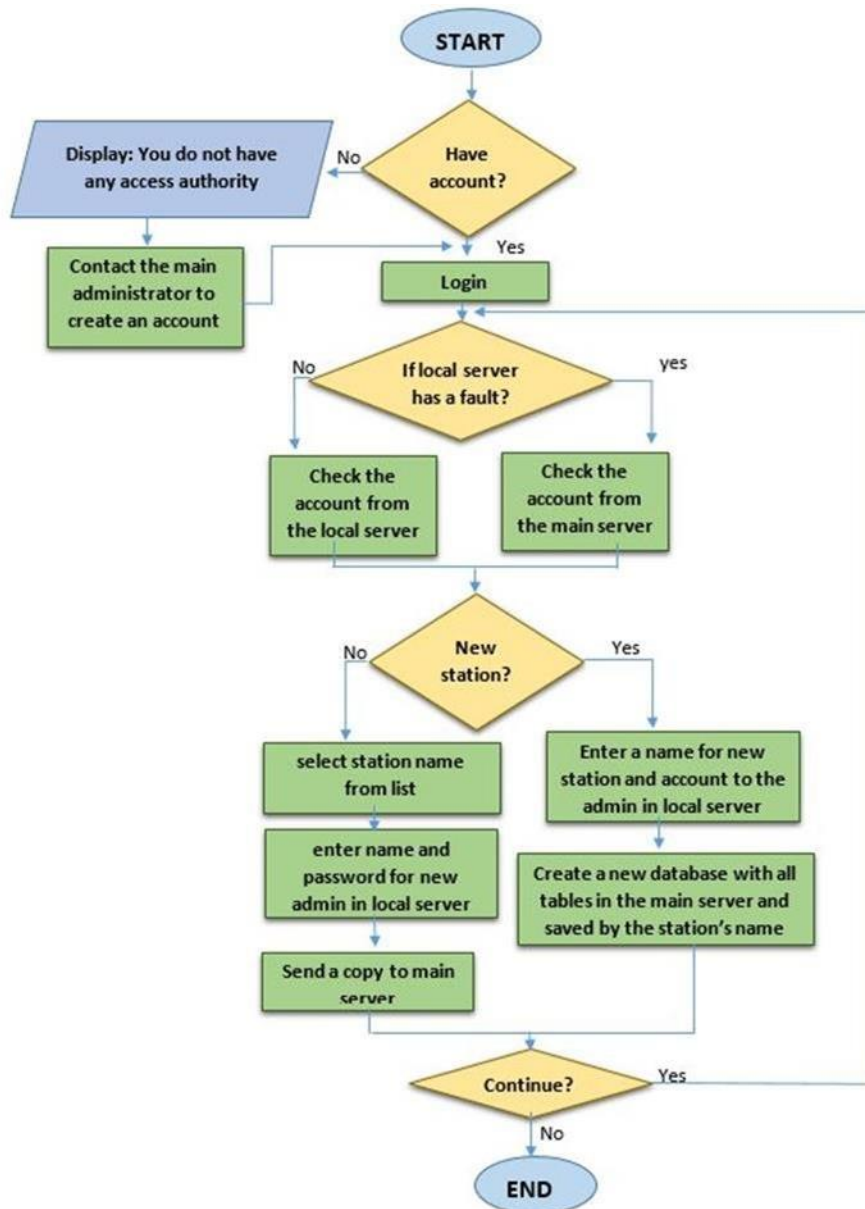 START
Have
account?
No
Display: You do not have
any access authority
Yes
Contact the main
administrator to
create an account
Login
If local server
has a fault?
No
yes
Check the
account from
the local server
Check the
account from
the main server
New
station?
No
Yes
select station name
from list
Enter a name for new
station and account to the
admin in local server
enter name and
password for new
admin in local server
Create a new database with all
tables in the main server and
saved by the station's name
Send a copy to main
server
Continue?
Yes
No
END